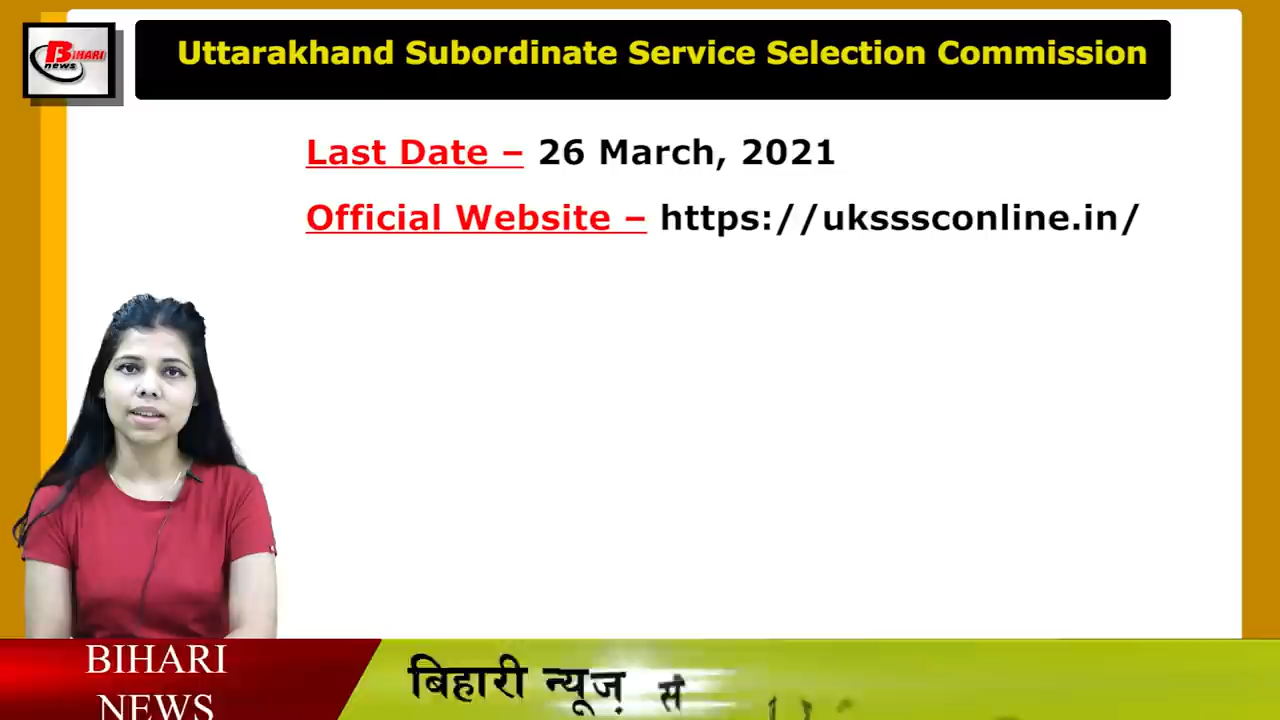 BIHARI
news
Uttarakhand Subordinate Service Selection Commission
Last Date – 26 March, 2021
Official Website – https://uksssconline.in/
BIHARI
NEWS
बिहारी न्यूज़ सं